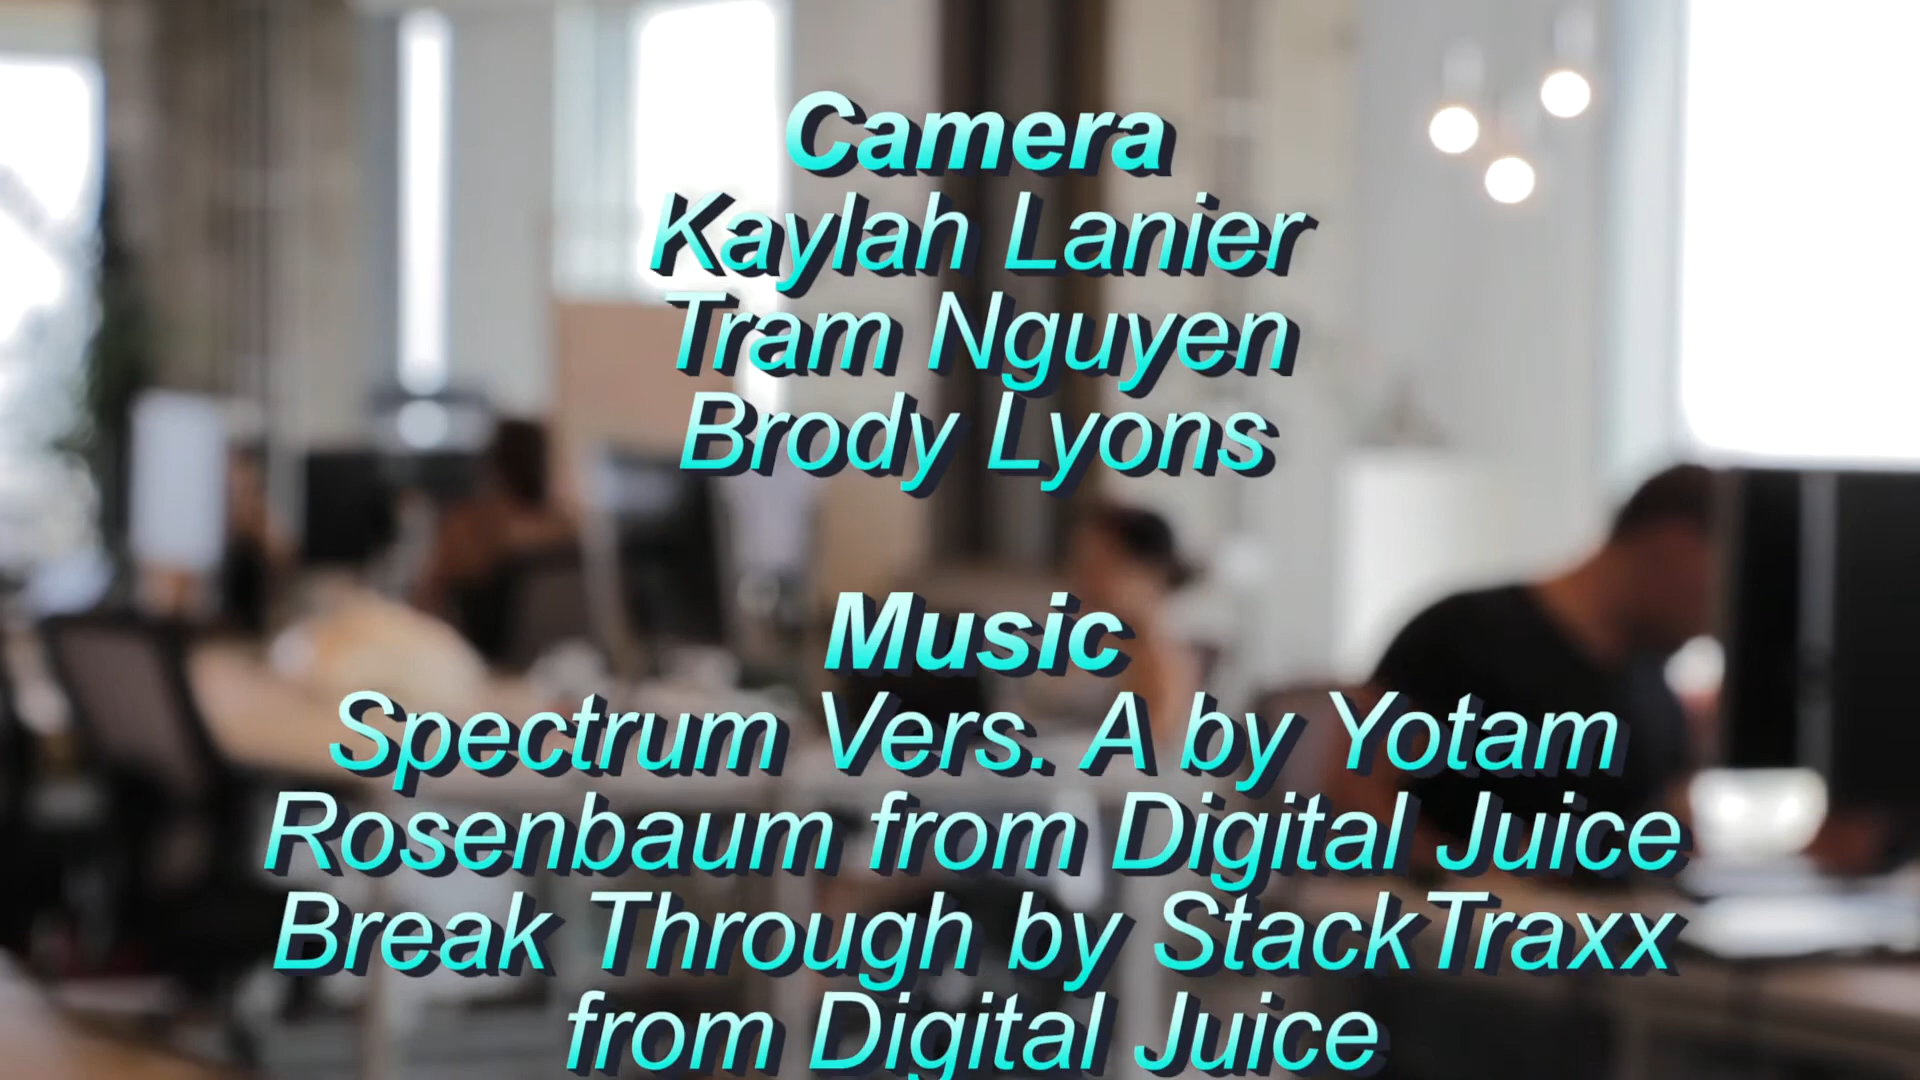 Camera
Kaylah Lanier
Tram Nguyen
Brody Lyons
Music
Spectrum Vers. A by Yotam
Rosenbaum from Digital Juice
Break Through by StackTraxx
from Digital Juice